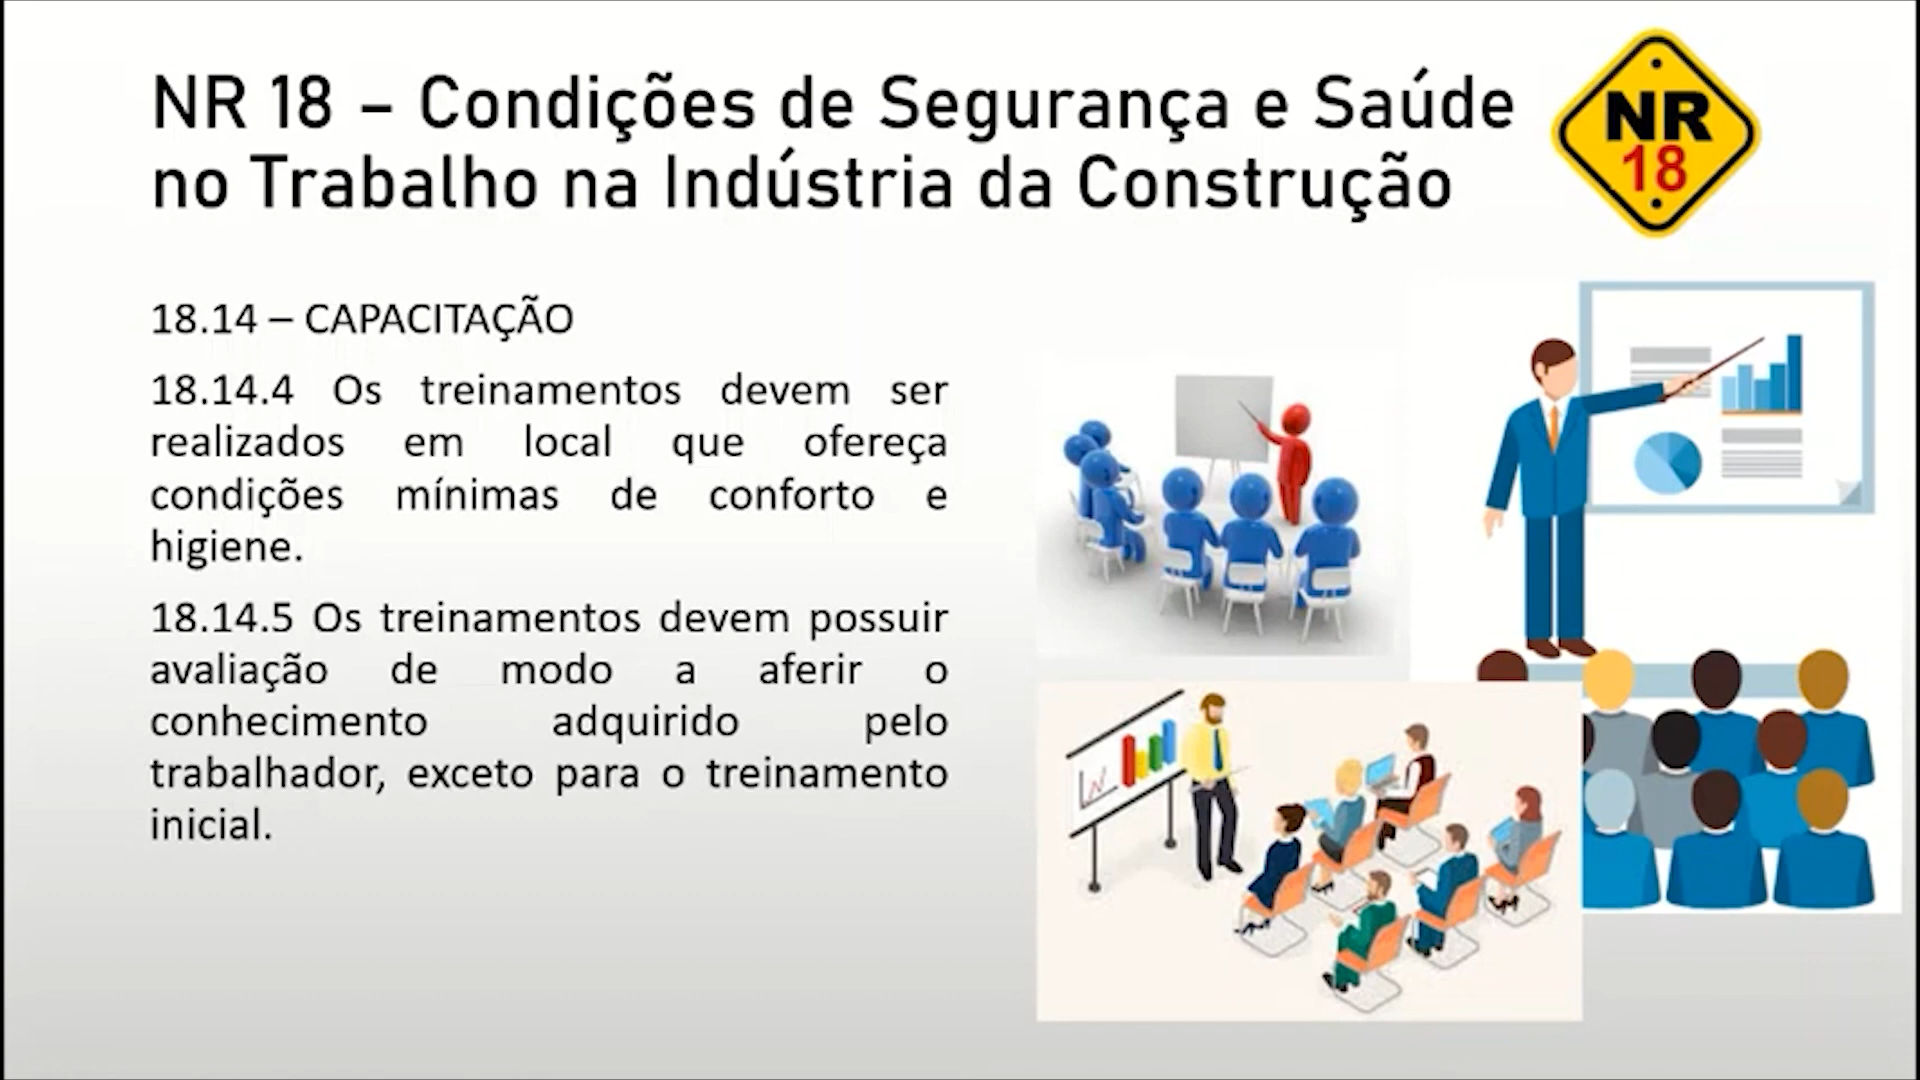 NR 18 – Condições de Segurança e Saúde
no Trabalho na Indústria da Construção
NR
18
18.14 – CAPACITAÇÃO
18.14.4 Os treinamentos devem ser
realizados em local que ofereça
condições mínimas de conforto e
higiene.
18.14.5 Os treinamentos devem possuir
avaliação de modo a aferir o
conhecimento adquirido pelo
trabalhador, exceto para o treinamento
inicial.